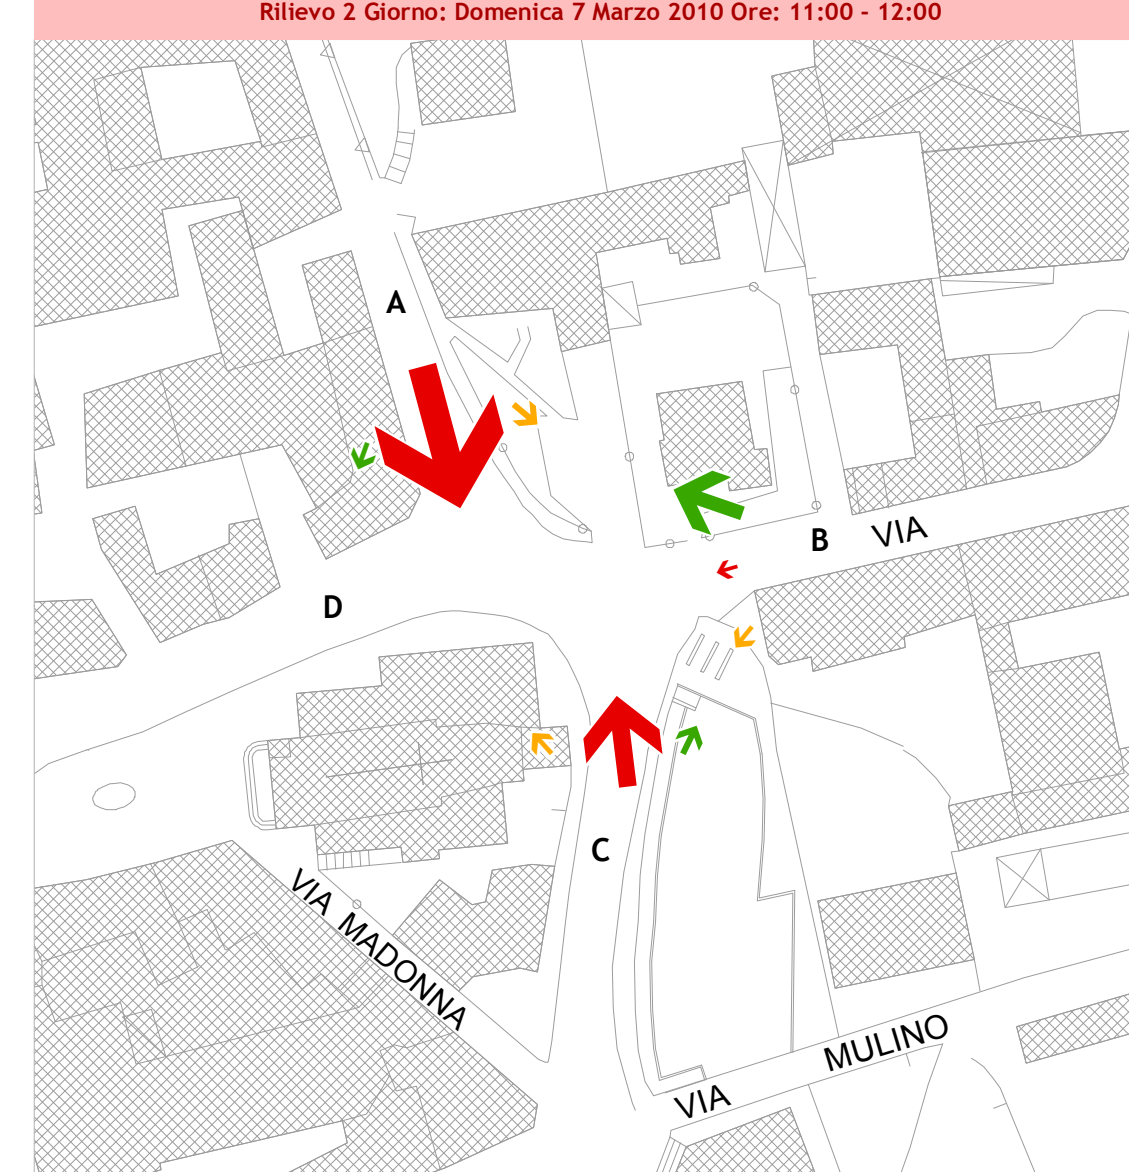 Rilievo 2 Giorno: Domenica 7 Marzo 2010 Ore: 11:00 - 12:00
A
B
VIA
D
C
VIA MADONNA
VIA MULINO